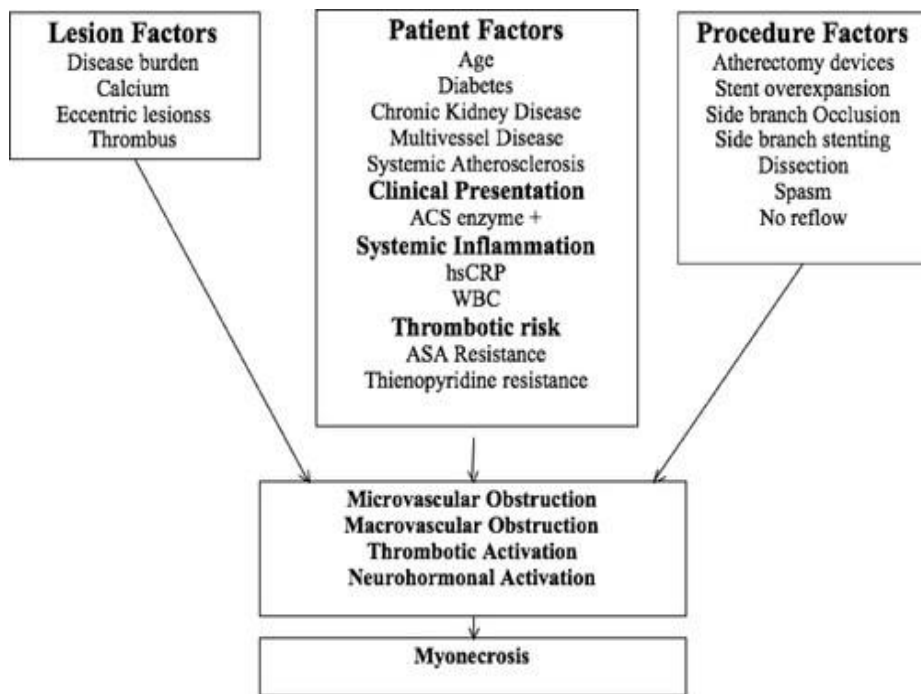 Lesion Factors
Disease burden
Calcium
Eccentric lesionss
Thrombus
Patient Factors
Age
Diabetes
Chronic Kidney Disease
Multivessel Disease
Systemic Atherosclerosis
Clinical Presentation
ACS enzyme +
Systemic Inflammation
hsCRP
WBC
Thrombotic risk
ASA Resistance
Thienopyridine resistance
Procedure Factors
Atherectomy devices
Stent overexpansion
Side branch Occlusion
Side branch stenting
Dissection
Spasm
No reflow
Microvascular Obstruction
Macrovascular Obstruction
Thrombotic Activation
Neurohormonal Activation
Myonecrosis